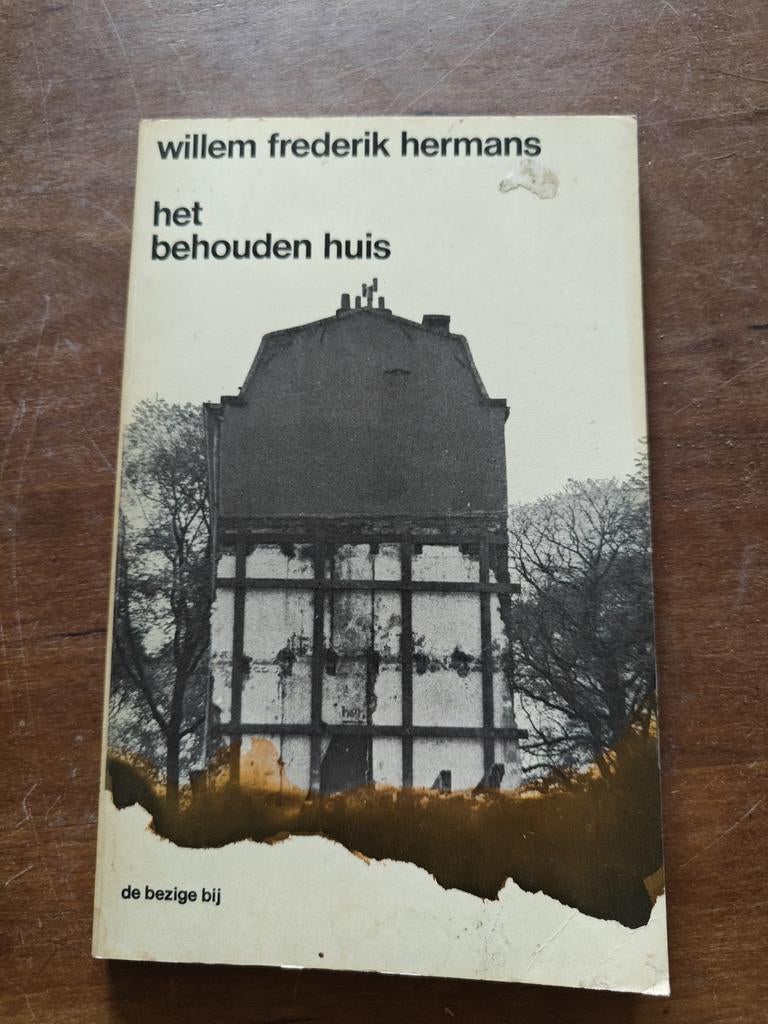 willem frederik hermans
het
behouden huis
de bezige bij